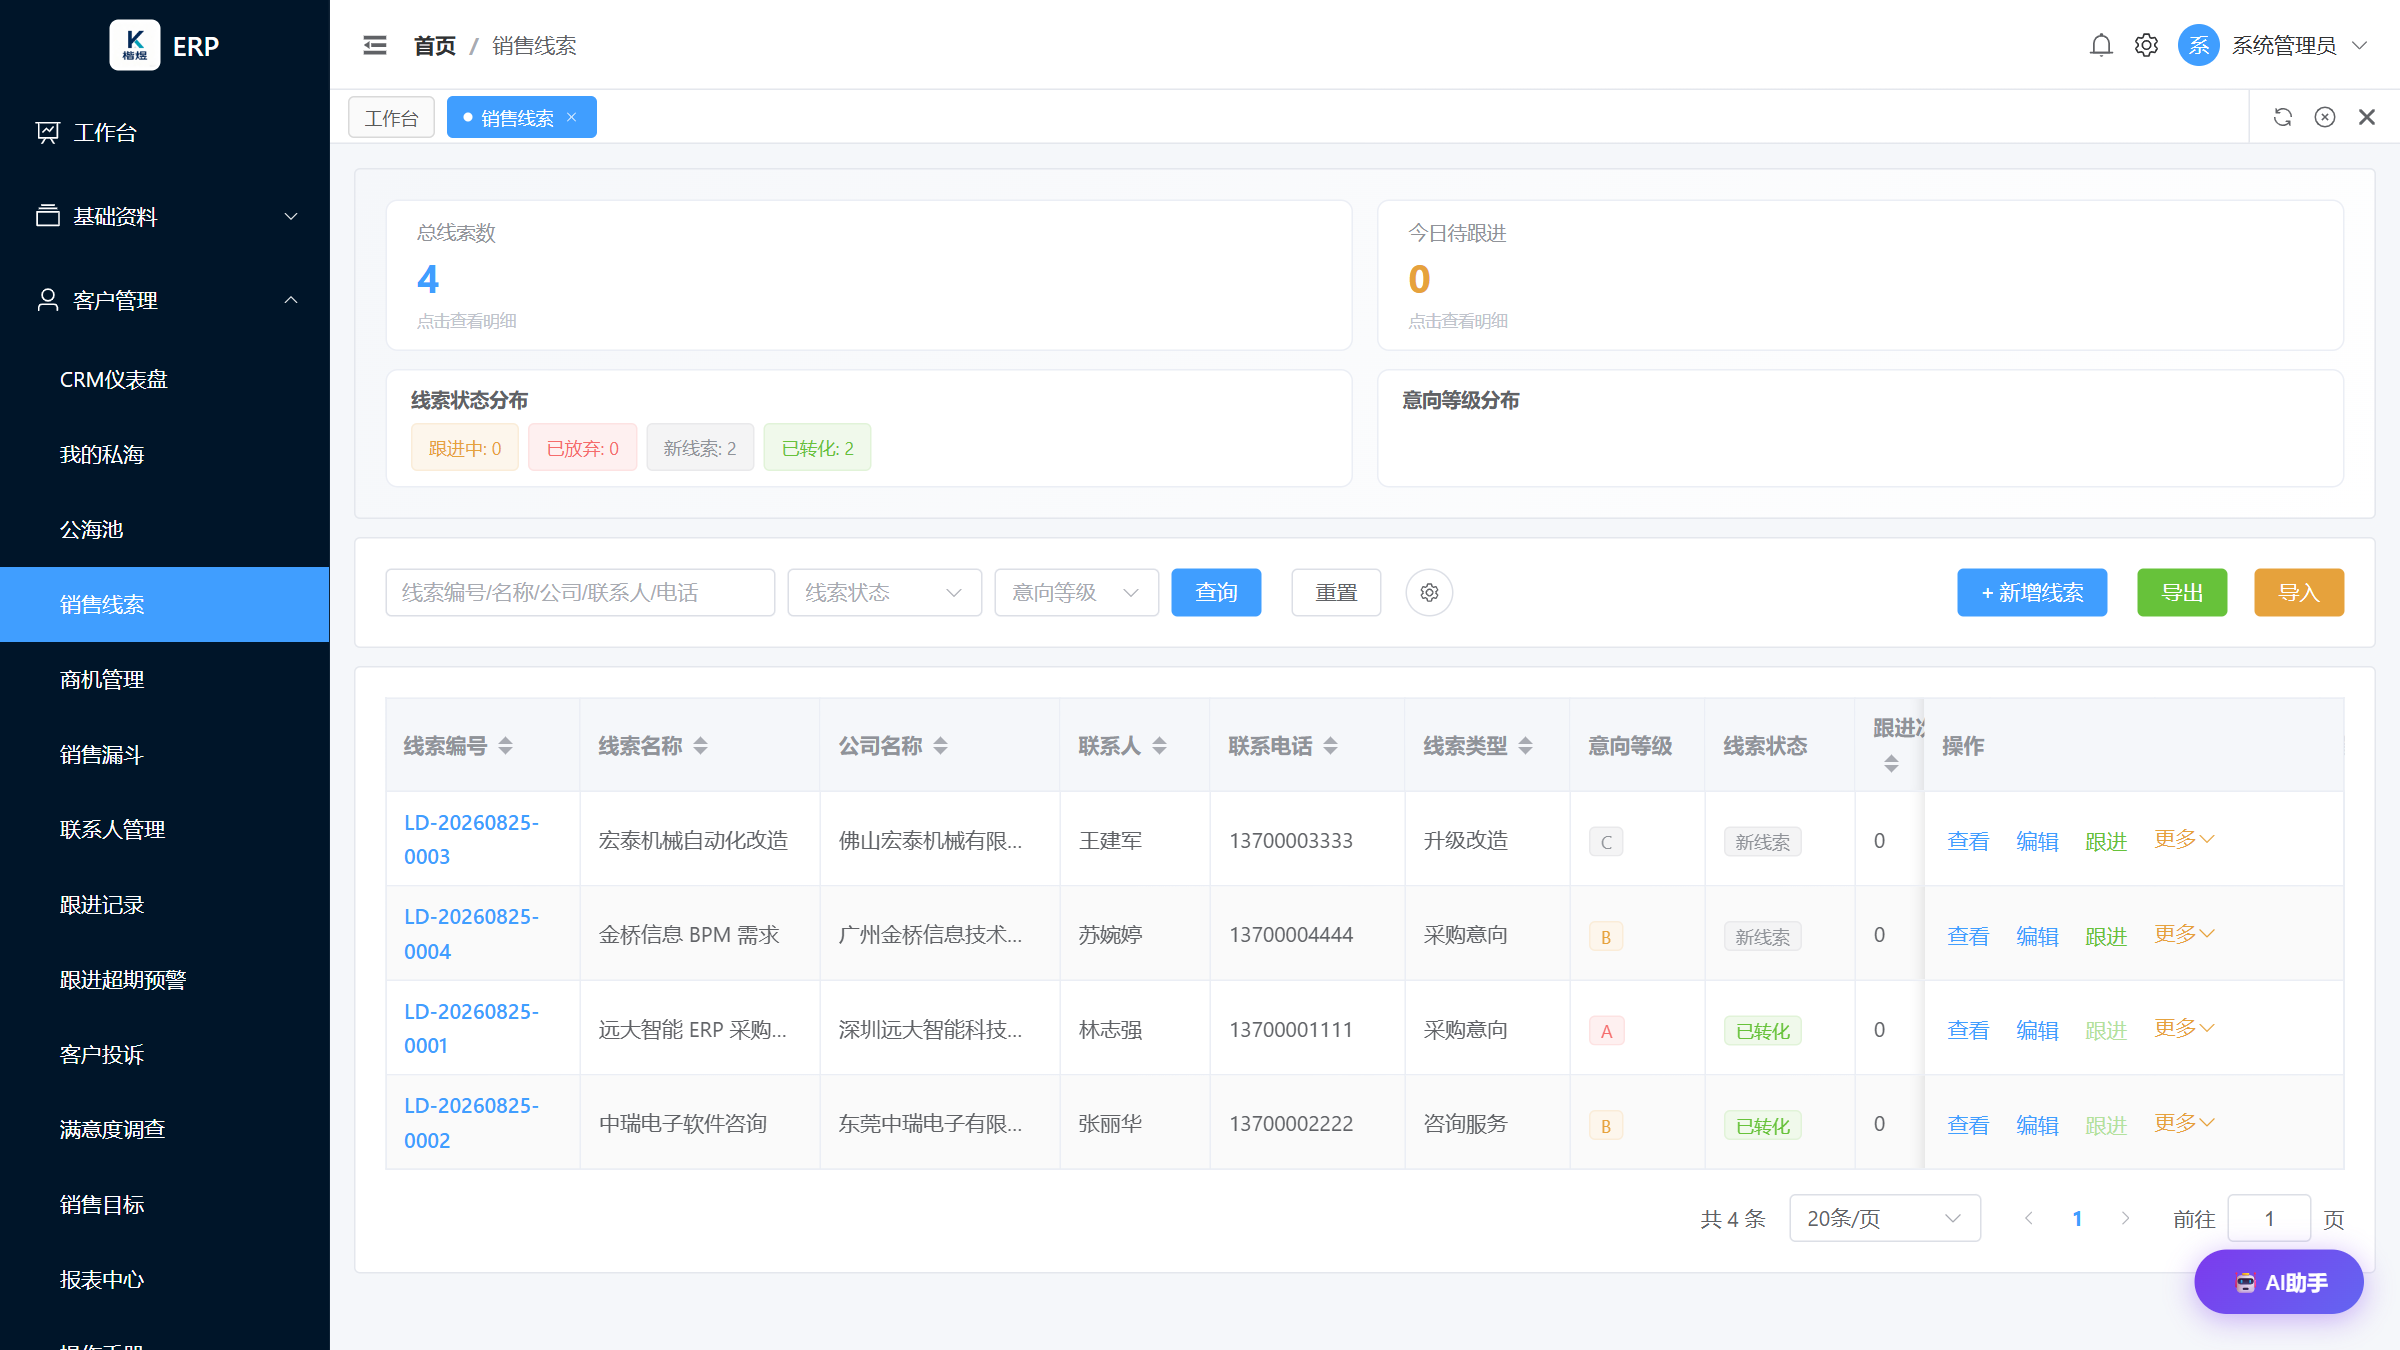 K
楷煜
ERP
工作台
基础资料
客户管理
CRM仪表盘
我的私海
公海池
销售线索
商机管理
销售漏斗
联系人管理
跟进记录
跟进超期预警
客户投诉
满意度调查
销售目标
报表中心
首页 / 销售线索
系 系统管理员
工作台
销售线索
总线索数
4
点击查看明细
今日待跟进
0
点击查看明细
线索状态分布
跟进中: 0 已放弃: 0 新线索: 2 已转化: 2
意向等级分布
线索编号/名称/公司/联系人/电话 线索状态 意向等级 查询 重置 + 新增线索 导出 导入
线索编号 线索名称 公司名称 联系人 联系电话 线索类型 意向等级 线索状态 跟进 操作
LD-20260825-
0003
宏泰机械自动化改造 佛山宏泰机械有限... 王建军 13700003333 升级改造 C 新线索 0 查看 编辑 跟进 更多
LD-20260825-
0004
金桥信息 BPM 需求 广州金桥信息技术... 苏婉婷 13700004444 采购意向 B 新线索 0 查看 编辑 跟进 更多
LD-20260825-
0001
远大智能 ERP 采购... 深圳远大智能科技... 林志强 13700001111 采购意向 A 已转化 0 查看 编辑 跟进 更多
LD-20260825-
0002
中瑞电子软件咨询 东莞中瑞电子有限... 张丽华 13700002222 咨询服务 B 已转化 0 查看 编辑 跟进 更多
共 4 条 20条/页 1 前往 1 页
AI助手